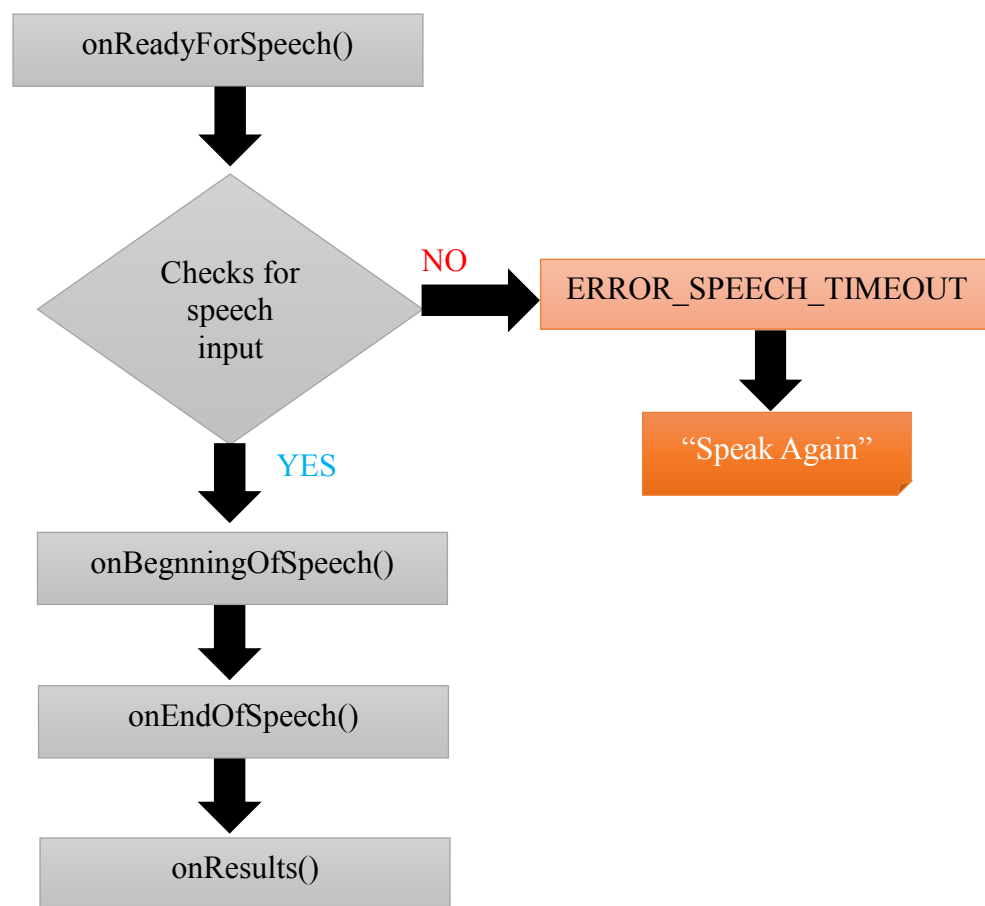 onReadyForSpeech()
Checks for
speech
input
NO
ERROR_SPEECH_TIMEOUT
“Speak Again”
YES
onBegnningOfSpeech()
onEndOfSpeech()
onResults()